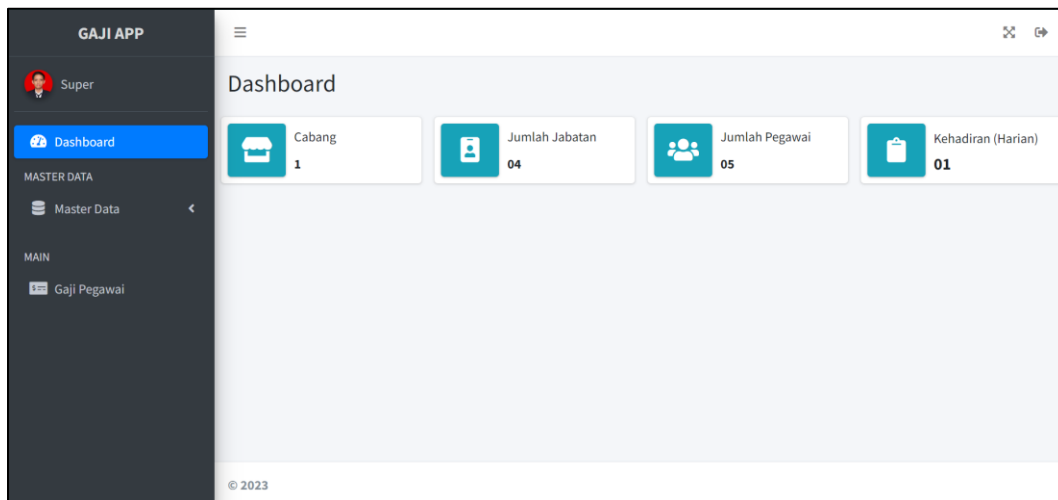 GAJI APP
Super
Dashboard
MASTER DATA
Master Data
MAIN
Gaji Pegawai
Dashboard
Cabang
1
Jumlah Jabatan
04
Jumlah Pegawai
05
Kehadiran (Harian)
01
© 2023